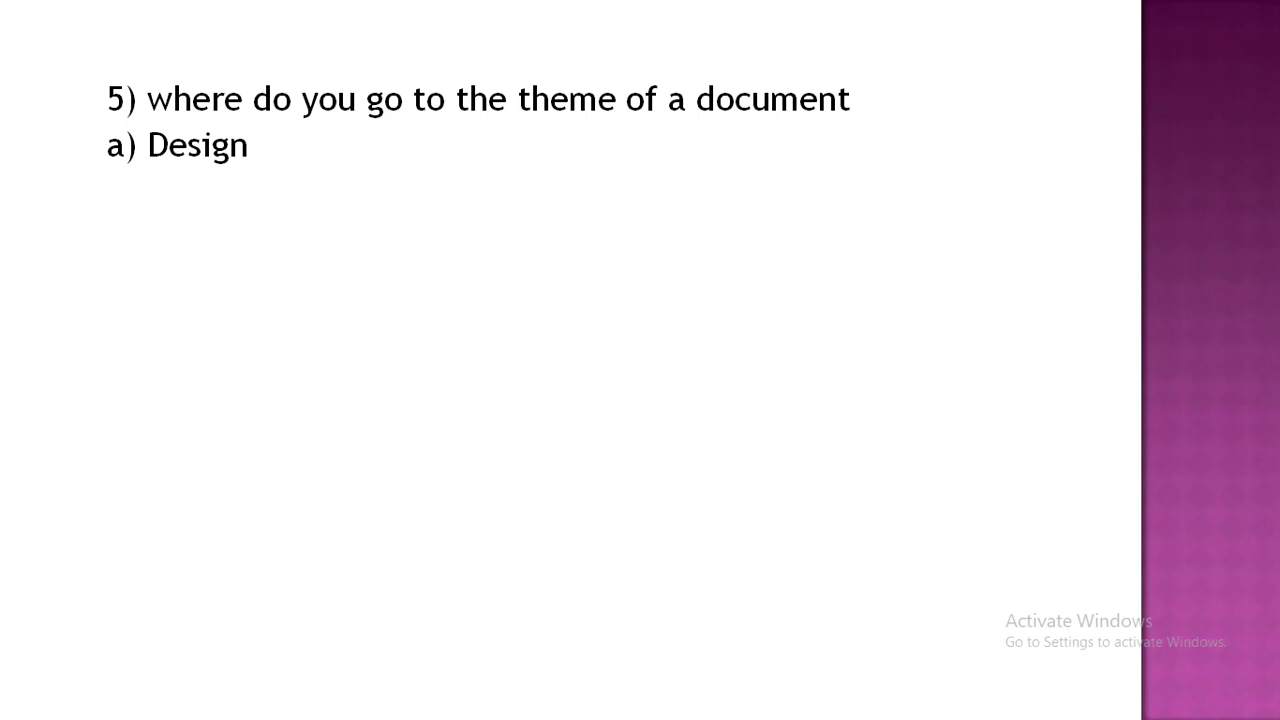 5) where do you go to the theme of a document
a) Design
Activate Windows
Go to Settings to activate Windows.